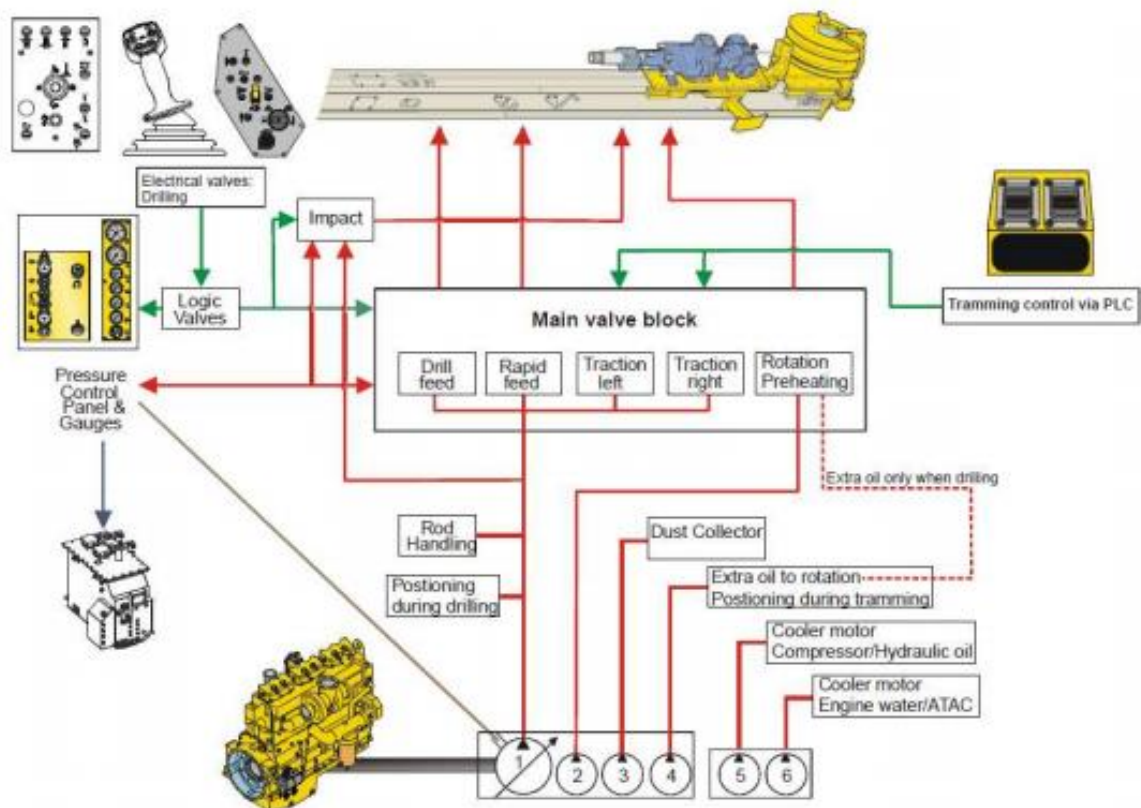 Electrical valves:
Drilling
Impact
Logic
Valves
Tramming control via PLC
Main valve block
Drill
feed
Rapid
feed
Traction
left
Traction
right
Rotation
Preheating
Pressure
Control
Panel &
Gauges
Extra oil only when drilling
Rod
Handling
Dust Collector
Postioning
during drilling
Extra oil to rotation
Postioning during tramming
Cooler motor
Compressor/Hydraulic oil
Cooler motor
Engine water/ATAC
1
2
3
4
5
6